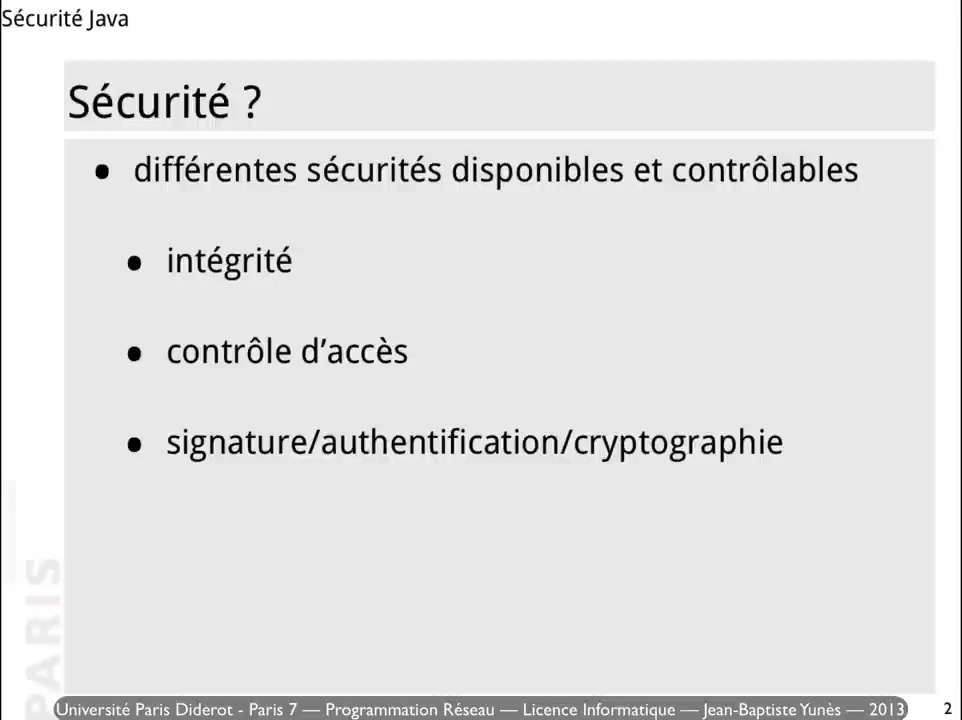 Sécurité Java
Sécurité ?
• différentes sécurités disponibles et contrôlables
• intégrité
• contrôle d’accès
• signature/authentification/cryptographie
PARIS
Université Paris Diderot - Paris 7 — Programmation Réseau — Licence Informatique — Jean-Baptiste Yunès — 2013
2